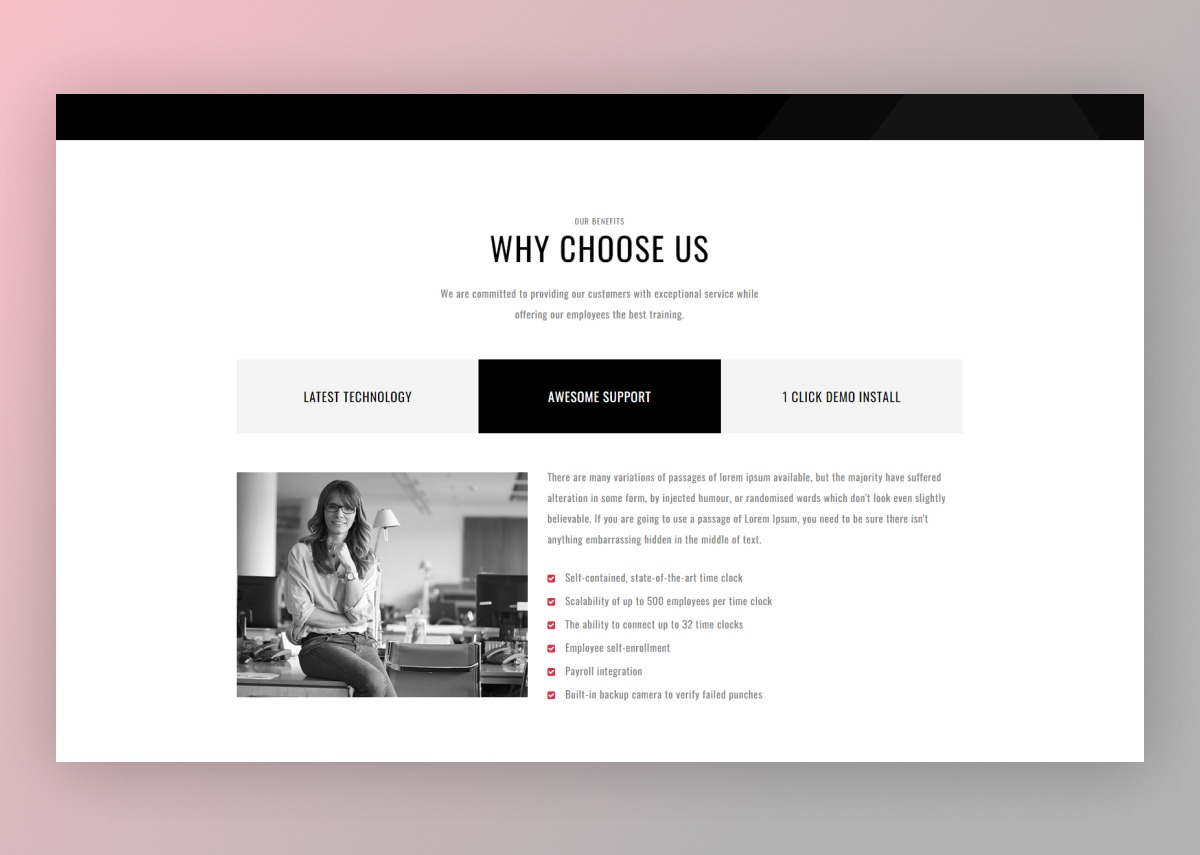 OUR BENEFITS
WHY CHOOSE US
We are committed to providing our customers with exceptional service while
offering our employees the best training.
LATEST TECHNOLOGY
AWESOME SUPPORT
1 CLICK DEMO INSTALL
There are many variations of passages of lorem ipsum available, but the majority have suffered
alteration in some form, by injected humour, or randomised words which don't look even slightly
believable. If you are going to use a passage of Lorem Ipsum, you need to be sure there isn't
anything embarrassing hidden in the middle of text.
Self-contained, state-of-the-art time clock
Scalability of up to 500 employees per time clock
The ability to connect up to 32 time clocks
Employee self-enrollment
Payroll integration
Built-in backup camera to verify failed punches